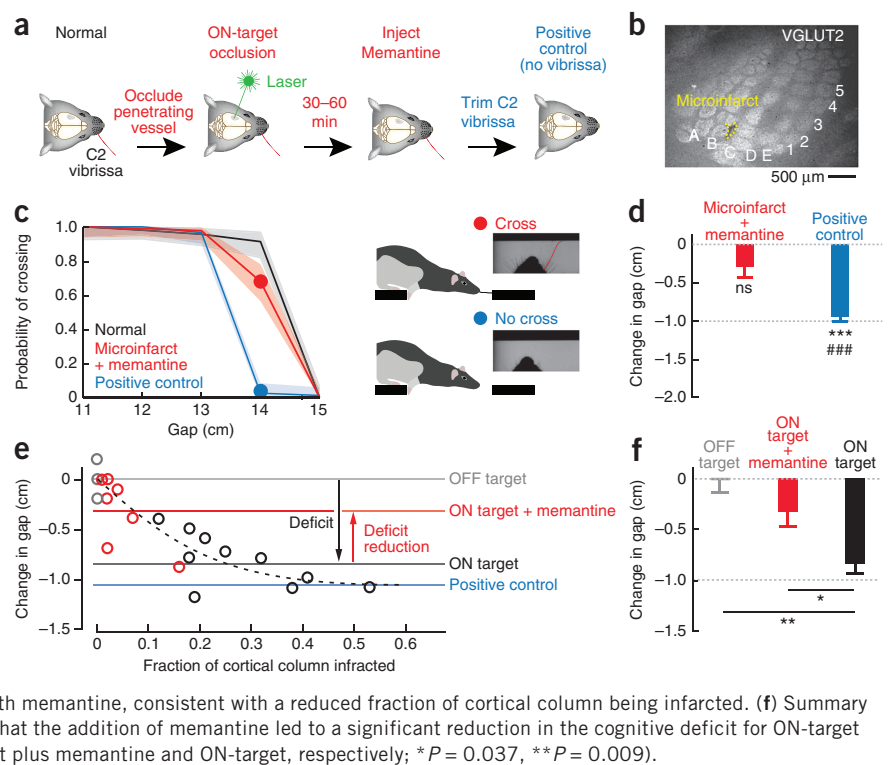 a
Normal
C2
vibrissa
Occlude
penetrating
vessel
ON-target
occlusion
Laser
30–60
min
Inject
Memantine
Trim C2
vibrissa
Positive
control
(no vibrissa)
b
VGLUT2
Microinfarct
A B C D E 1 2 3 4 5
500 μm
c
Probability of crossing
1.0
0.8
0.6
0.4
0.2
0
Normal
Microinfarct
+ memantine
Positive control
11 12 13 14 15
Gap (cm)
Cross
No cross
d
Microinfarct
+
memantine
Positive
control
Change in gap (cm)
0
–0.5
–1.0
–1.5
–2.0
ns
***
###
e
Change in gap (cm)
0
–0.5
–1.0
–1.5
OFF target
ON target + memantine
Deficit
Deficit
reduction
ON target
Positive control
0 0.1 0.2 0.3 0.4 0.5 0.6
Fraction of cortical column infracted
f
OFF
target
ON
target
+
memantine
ON
target
Change in gap (cm)
0
–0.5
–1.0
–1.5
*
**
th memantine, consistent with a reduced fraction of cortical column being infarcted. (f) Summary
hat the addition of memantine led to a significant reduction in the cognitive deficit for ON-target
t plus memantine and ON-target, respectively; *P = 0.037, **P = 0.009).